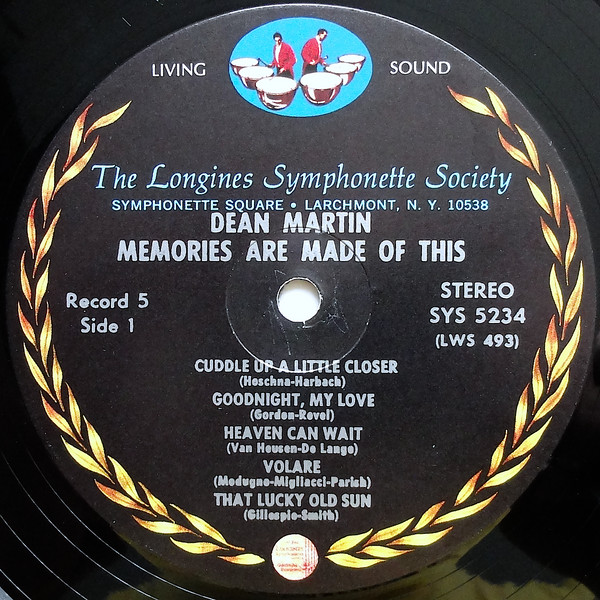 LIVING SOUND
The Longines Symphonette Society
SYMPHONETTE SQUARE • LARCHMONT, N. Y. 10538
DEAN MARTIN
MEMORIES ARE MADE OF THIS
Record 5
Side 1
STEREO
SYS 5234
(LWS 493)
CUDDLE UP A LITTLE CLOSER
(Hoschna-Harbach)
GOODNIGHT, MY LOVE
(Gordon-Revel)
HEAVEN CAN WAIT
(Van Heusen-De Lange)
VOLARE
(Modugno-Migliacci-Parish)
THAT LUCKY OLD SUN
(Gillespie-Smith)